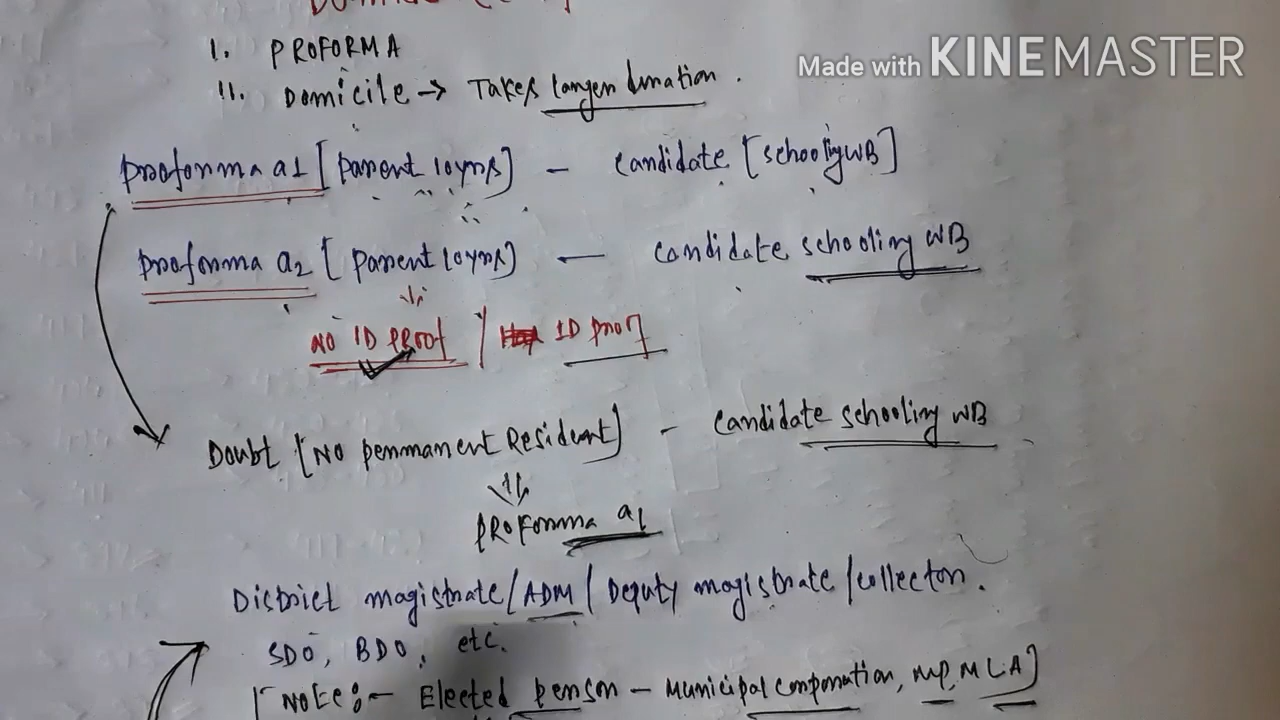 I. PROFORMA
Made with KINEMASTER
II. Domicile → Takes longer duration .
proforma a1 [parent 10yrs] - candidate [schooling WB]
proforma a2 [parent 10yrs] — candidate schooling WB
NO ID proof / ID proof
Doubt [No permanent Resident] - candidate schooling WB
PROForma a1
District magistrate/ADM/Deputy magistrate/collector.
SDO, BDO, etc.
[Note:- Elected person - Municipal corporation, MP, MLA]